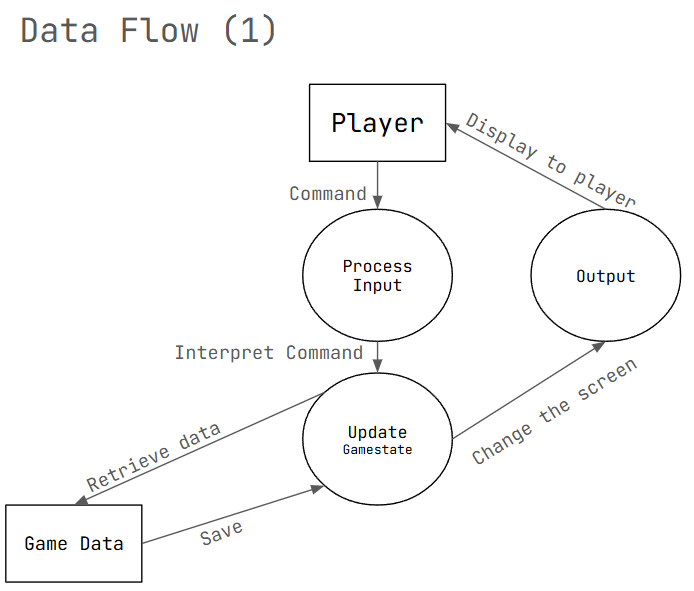 Data Flow (1)
Player
Display to player
Command
Process
Input
Output
Interpret Command
Update
Gamestate
Change the screen
Retrieve data
Save
Game Data